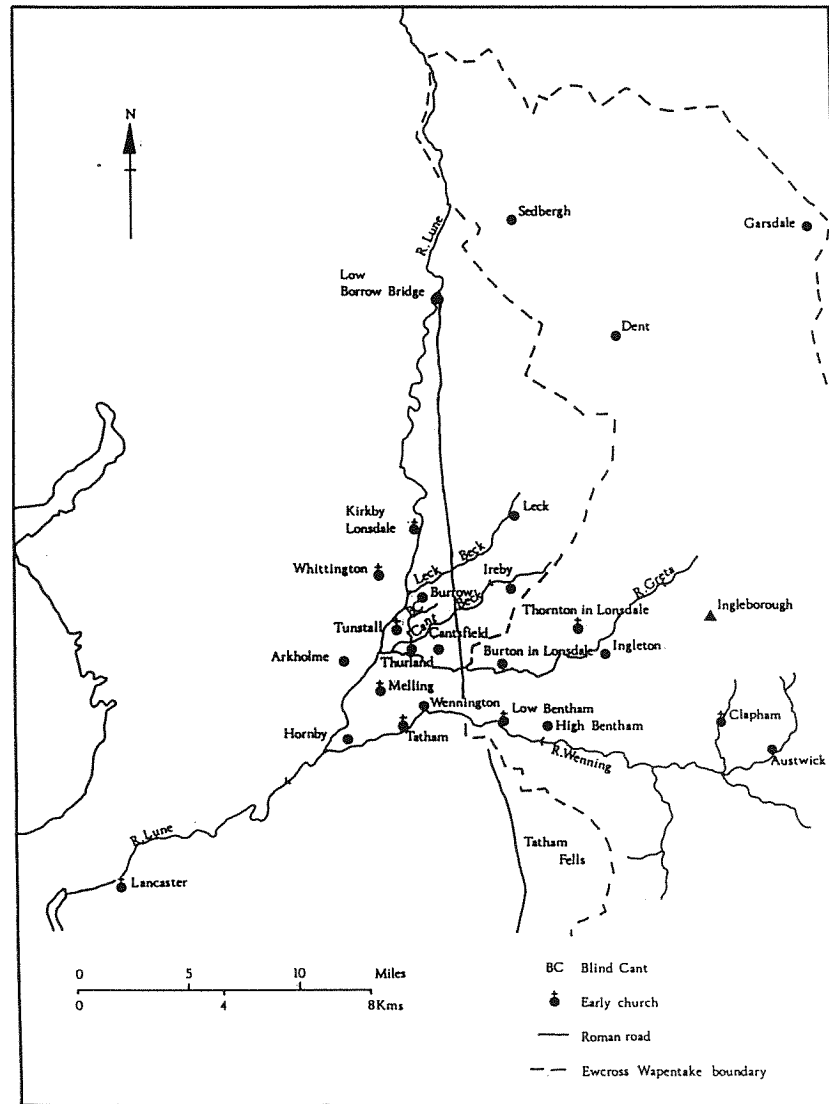 N
Sedbergh
Garsdale
R. Lune
Low
Borrow Bridge
Dent
Kirkby
Lonsdale
Leck
Leck Beck
Whittington
Ireby
Burrow
BC
Cant Beck
R. Greta
Thornton in Lonsdale
Ingleborough
Tunstall
Cantsfield
Arkholme
Thurland
Burton in Lonsdale
Ingleton
Melling
Wennington
Low Bentham
Clapham
Hornby
Tatham
High Bentham
R. Wenning
Austwick
R. Lune
Tatham
Fells
Lancaster
0 5 10 Miles
0 4 8Kms
BC Blind Cant
Early church
Roman road
Ewcross Wapentake boundary